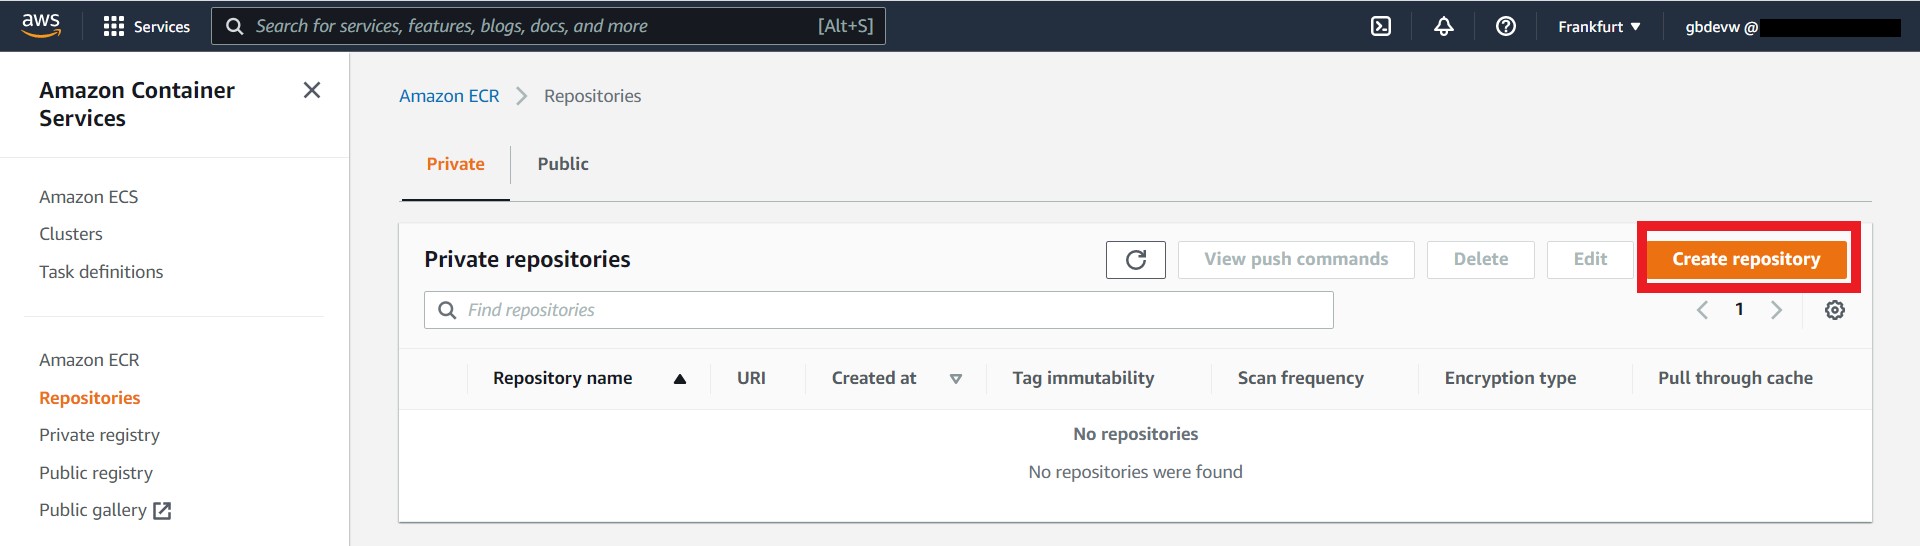 aws
Services
Search for services, features, blogs, docs, and more [Alt+S]
Frankfurt
gbdevw @
Amazon Container
Services
Amazon ECS
Clusters
Task definitions
Amazon ECR
Repositories
Private registry
Public registry
Public gallery
Amazon ECR > Repositories
Private Public
Private repositories
View push commands Delete Edit Create repository
Find repositories
1
Repository name URI Created at Tag immutability Scan frequency Encryption type Pull through cache
No repositories
No repositories were found